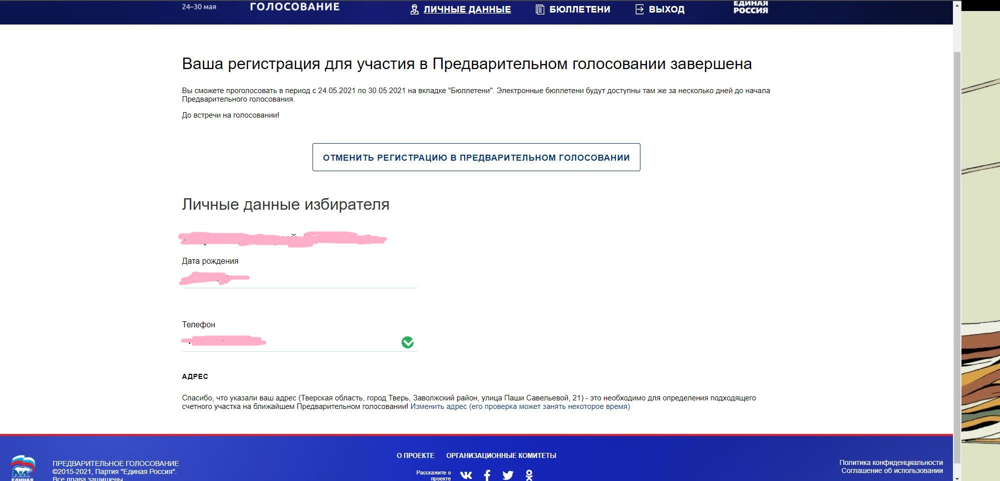 24–30 мая
ГОЛОСОВАНИЕ
ЛИЧНЫЕ ДАННЫЕ
БЮЛЛЕТЕНИ
ВЫХОД
ЕДИНАЯ
РОССИЯ
Ваша регистрация для участия в Предварительном голосовании завершена
Вы сможете проголосовать в период с 24.05.2021 по 30.05.2021 на вкладке "Бюллетени". Электронные бюллетени будут доступны там же за несколько дней до начала
Предварительного голосования.
До встречи на голосовании!
ОТМЕНИТЬ РЕГИСТРАЦИЮ В ПРЕДВАРИТЕЛЬНОМ ГОЛОСОВАНИИ
Личные данные избирателя
Дата рождения
Телефон
АДРЕС
Спасибо, что указали ваш адрес (Тверская область, город Тверь, Заволжский район, улица Паши Савельевой, 21) - это необходимо для определения подходящего
счетного участка на ближайшем Предварительном голосовании! Изменить адрес (его проверка может занять некоторое время)
О ПРОЕКТЕ
ОРГАНИЗАЦИОННЫЕ КОМИТЕТЫ
ПРЕДВАРИТЕЛЬНОЕ ГОЛОСОВАНИЕ
©2015-2021, Партия "Единая Россия".
Все права защищены
ЕДИНАЯ
Расскажите о
проекте
Политика конфиденциальности
Соглашение об использовании